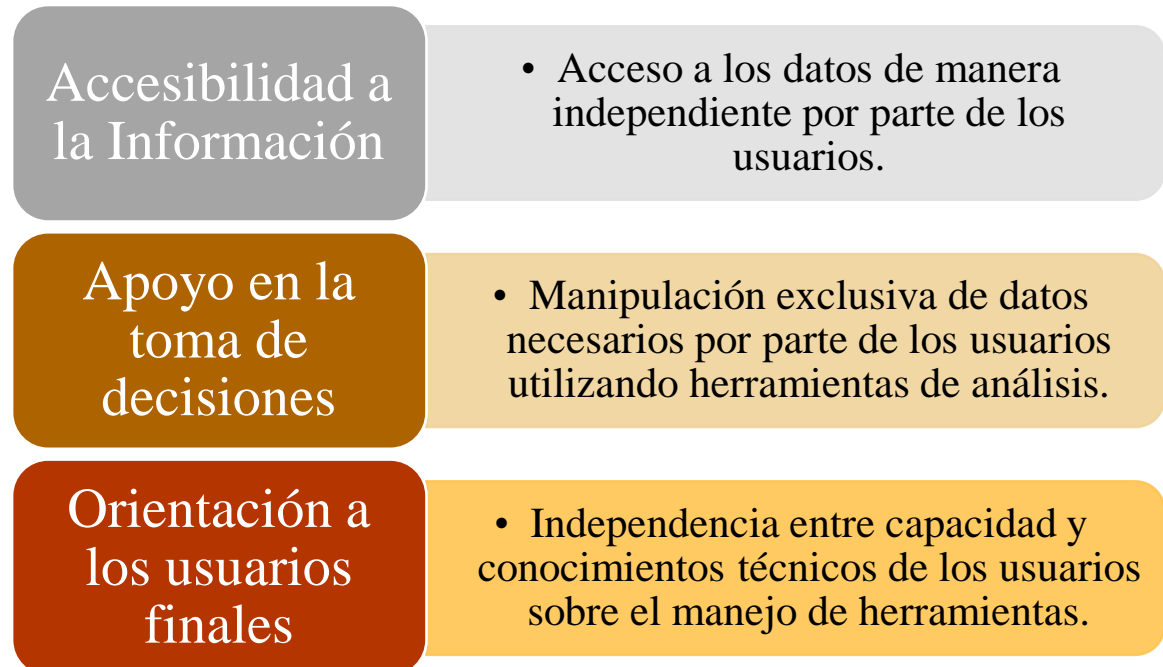 Accesibilidad a
la Información
• Acceso a los datos de manera
independiente por parte de los
usuarios.
Apoyo en la
toma de
decisiones
• Manipulación exclusiva de datos
necesarios por parte de los usuarios
utilizando herramientas de análisis.
Orientación a
los usuarios
finales
• Independencia entre capacidad y
conocimientos técnicos de los usuarios
sobre el manejo de herramientas.